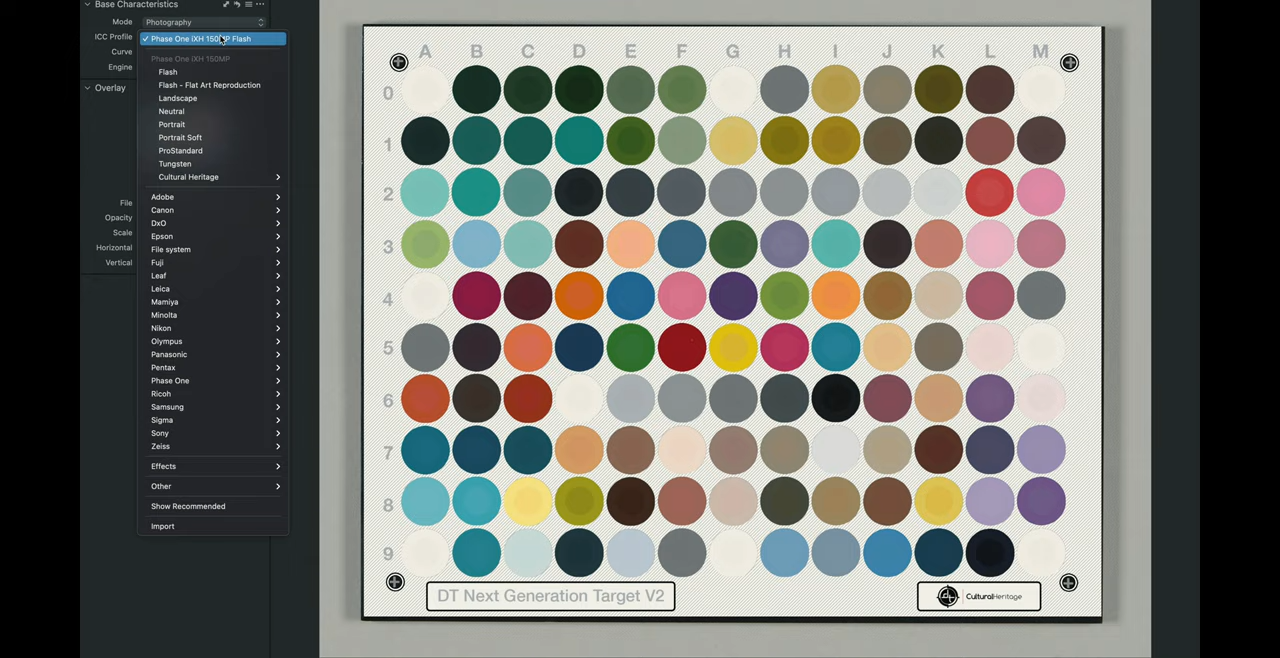 Base Characteristics
Mode Photography
ICC Profile Phase One iXH 150MP Flash
Curve Phase One iXH 150MP
Engine
Flash
Flash - Flat Art Reproduction
Landscape
Neutral
Portrait
Portrait Soft
ProStandard
Tungsten
Cultural Heritage
Overlay
File
Opacity
Scale
Horizontal
Vertical
Adobe
Canon
DxO
Epson
File system
Fuji
Leaf
Leica
Mamiya
Minolta
Nikon
Olympus
Panasonic
Pentax
Phase One
Ricoh
Samsung
Sigma
Sony
Zeiss
Effects
Other
Show Recommended
Import
A B C D E F G H I J K L M
0
1
2
3
4
5
6
7
8
9
DT Next Generation Target V2
CulturalHeritage